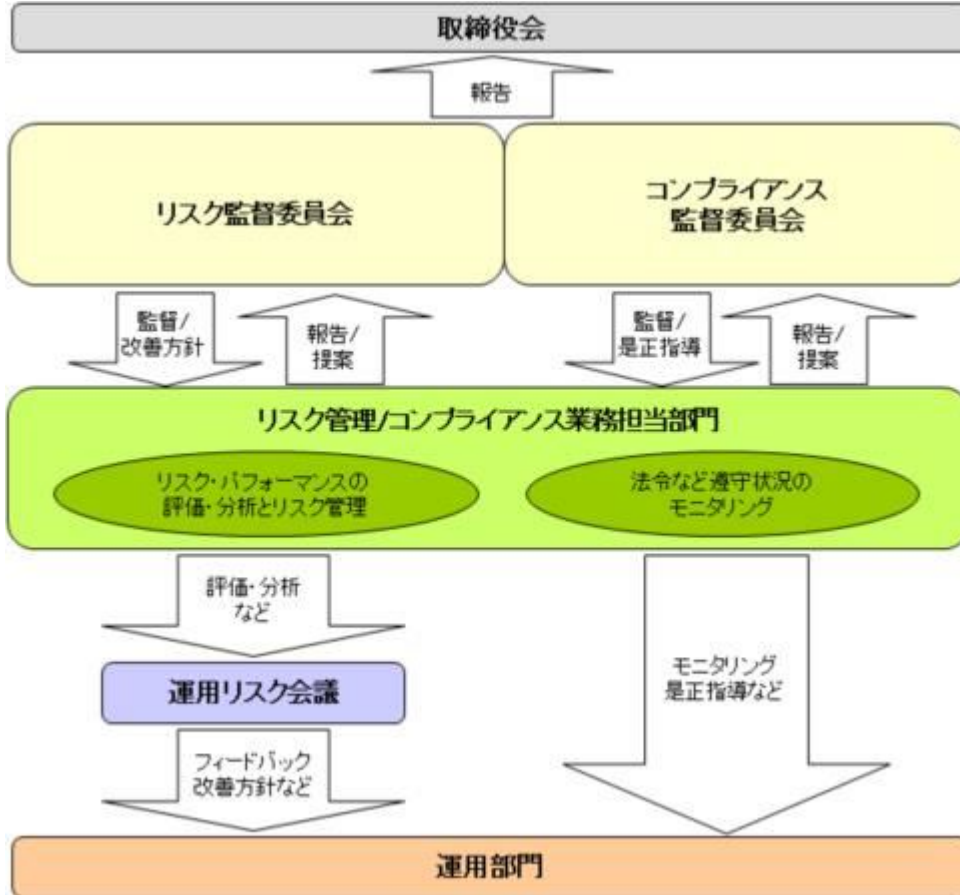 取締役会
報告
リスク監督委員会
コンプライアンス
監督委員会
監督/
改善方針
報告/
提案
監督/
是正指導
報告/
提案
リスク管理/コンプライアンス業務担当部門
リスク・パフォーマンスの
評価・分析とリスク管理
法令など遵守状況の
モニタリング
評価・分析
など
運用リスク会議
モニタリング
是正指導など
フィードバック
改善方針など
運用部門